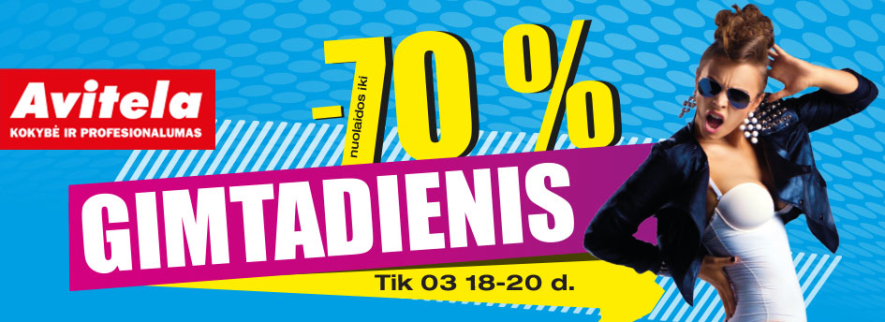 Avitela
KOKYBĖ IR PROFESIONALUMAS
nuolaidos iki
-70 %
GIMTADIENIS
Tik 03 18-20 d.